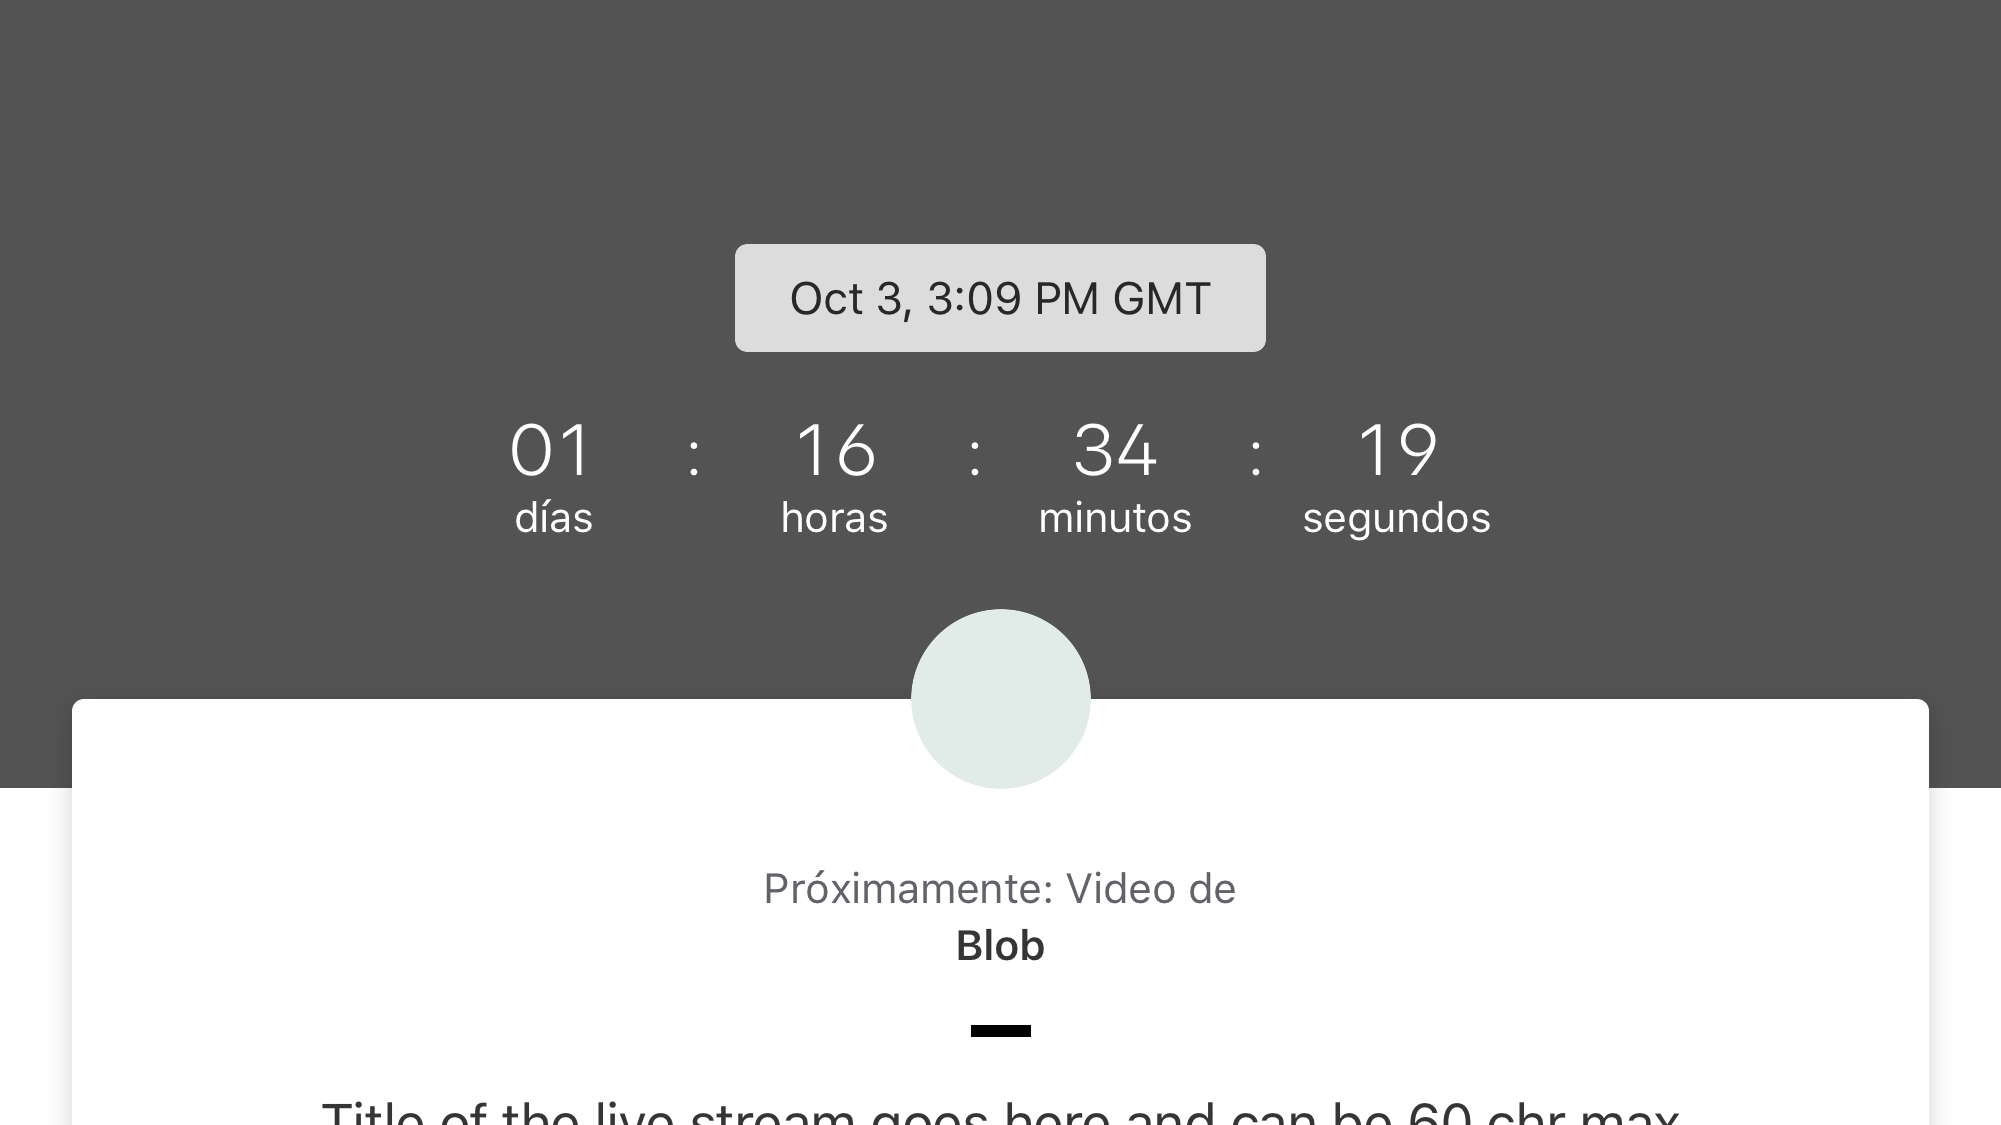 Oct 3, 3:09 PM GMT
01 : 16 : 34 : 19
días horas minutos segundos
Próximamente: Video de
Blob
Title of the live stream goes here and can be 60 chr max